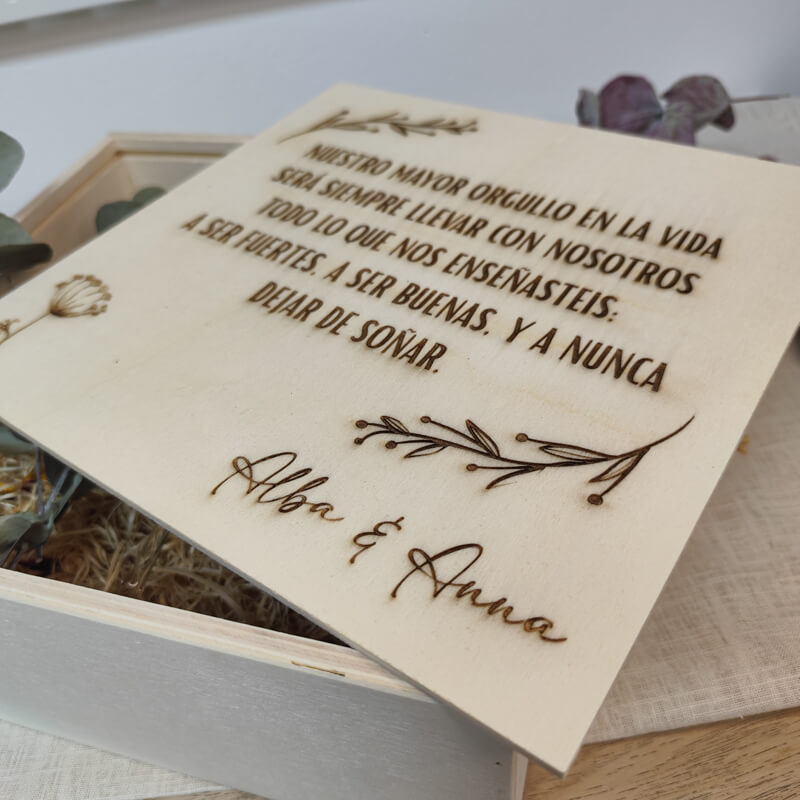 NUESTRO MAYOR ORGULLO EN LA VIDA
SERÁ SIEMPRE LLEVAR CON NOSOTROS
TODO LO QUE NOS ENSEÑASTEIS:
A SER FUERTES, A SER BUENAS, Y A NUNCA
DEJAR DE SOÑAR.
Alba & Anna